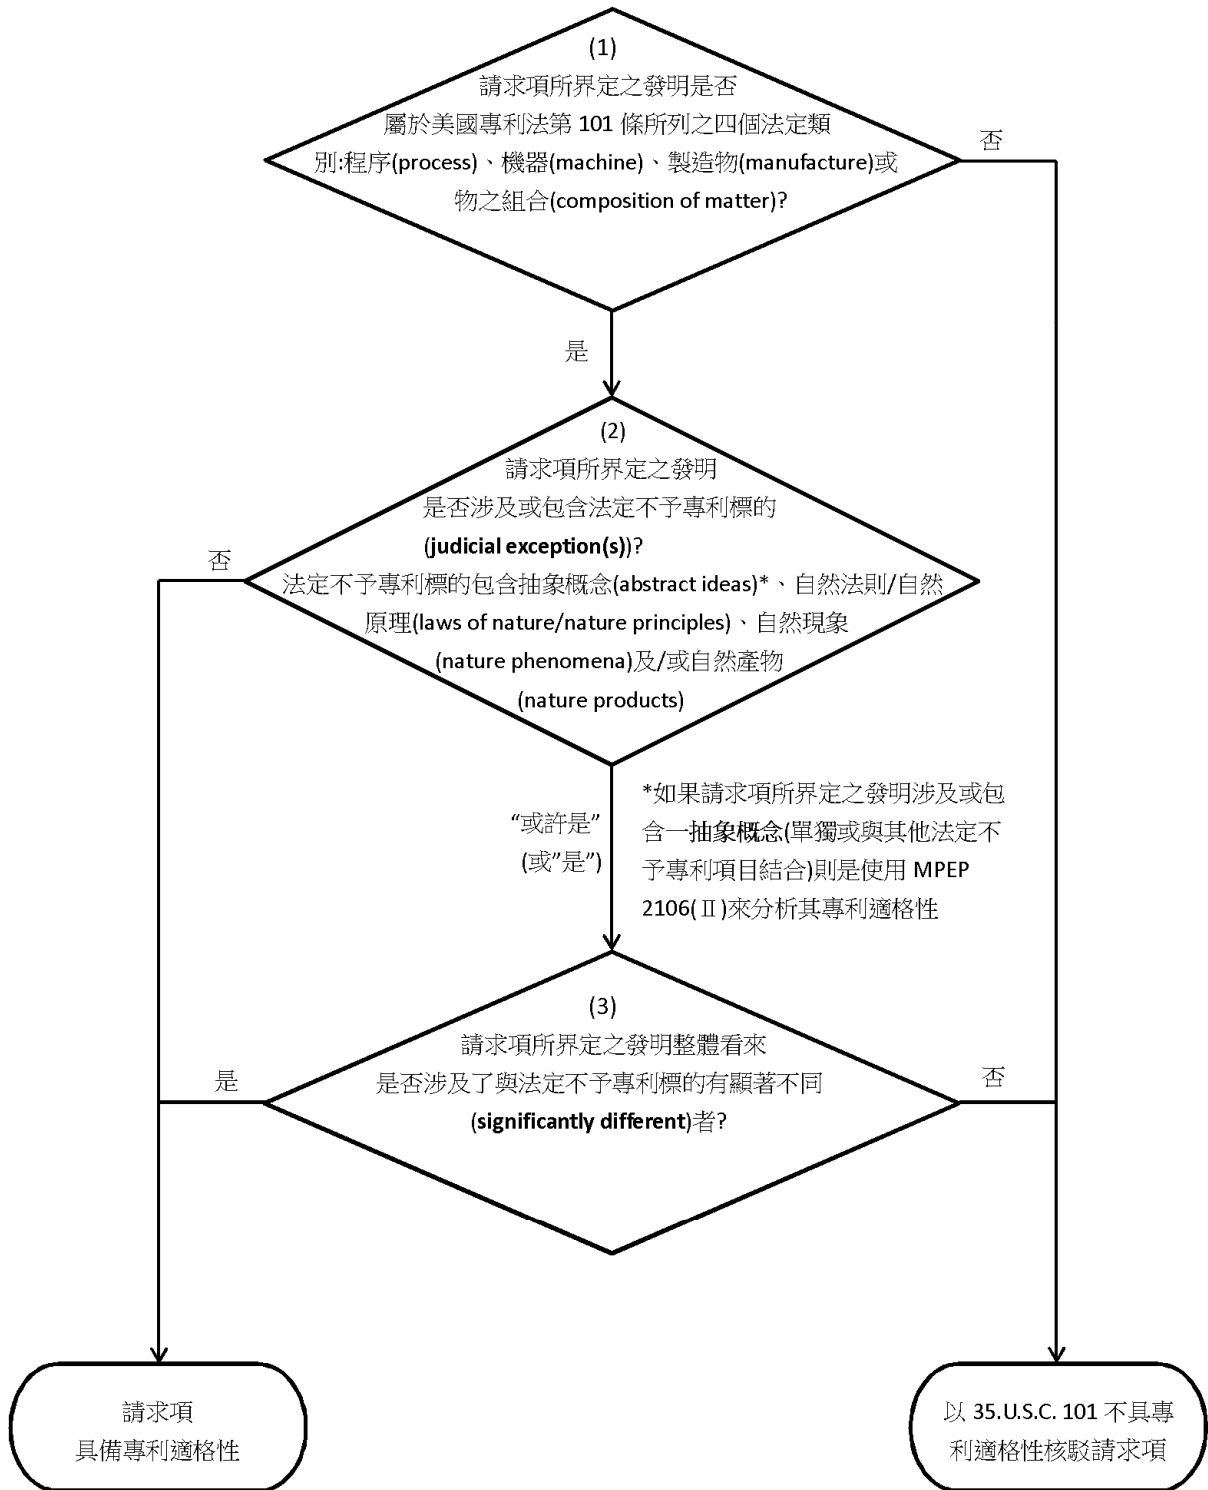 (1)
請求項所界定之發明是否
屬於美國專利法第 101 條所列之四個法定類
別:程序(process)、機器(machine)、製造物(manufacture)或
物之組合(composition of matter)?
否
是
(2)
請求項所界定之發明
是否涉及或包含法定不予專利標的
(judicial exception(s))?
法定不予專利標的包含抽象概念(abstract ideas)*、自然法則/自然
原理(laws of nature/nature principles)、自然現象
(nature phenomena)及/或自然產物
(nature products)
否
“或許是”
(或”是”)
*如果請求項所界定之發明涉及或包
含一抽象概念(單獨或與其他法定不
予專利項目結合)則是使用 MPEP
2106(Ⅱ)來分析其專利適格性
(3)
請求項所界定之發明整體看來
是否涉及了與法定不予專利標的有顯著不同
(significantly different)者?
是
否
請求項
具備專利適格性
以 35.U.S.C. 101 不具專
利適格性核駁請求項